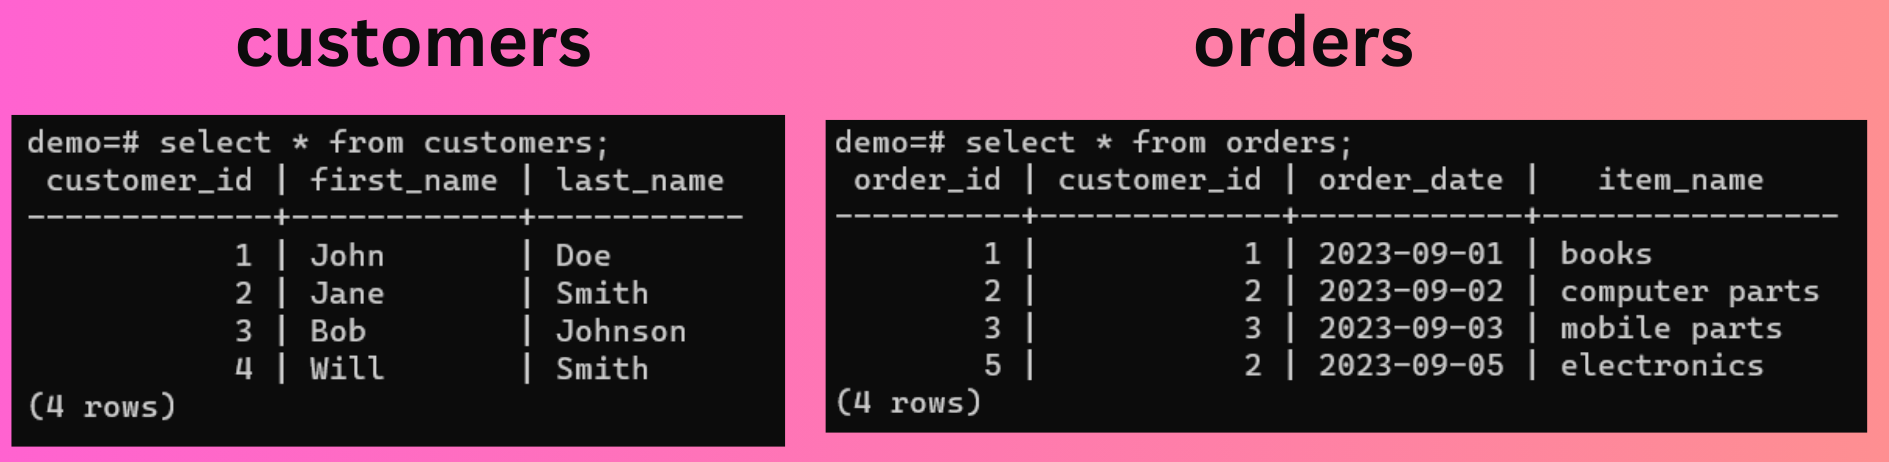 customers
demo=# select * from customers;
 customer_id | first_name | last_name
-------------+------------+-----------
           1 | John       | Doe
           2 | Jane       | Smith
           3 | Bob        | Johnson
           4 | Will       | Smith
(4 rows)
orders
demo=# select * from orders;
 order_id | customer_id | order_date |   item_name
----------+-------------+------------+----------------
        1 |           1 | 2023-09-01 | books
        2 |           2 | 2023-09-02 | computer parts
        3 |           3 | 2023-09-03 | mobile parts
        5 |           2 | 2023-09-05 | electronics
(4 rows)